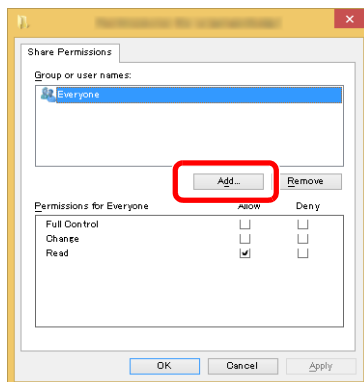 Share Permissions
Group or user names:
Everyone
Add... Remove
Permissions for Everyone Allow Deny
Full Control
Change
Read
OK Cancel Apply